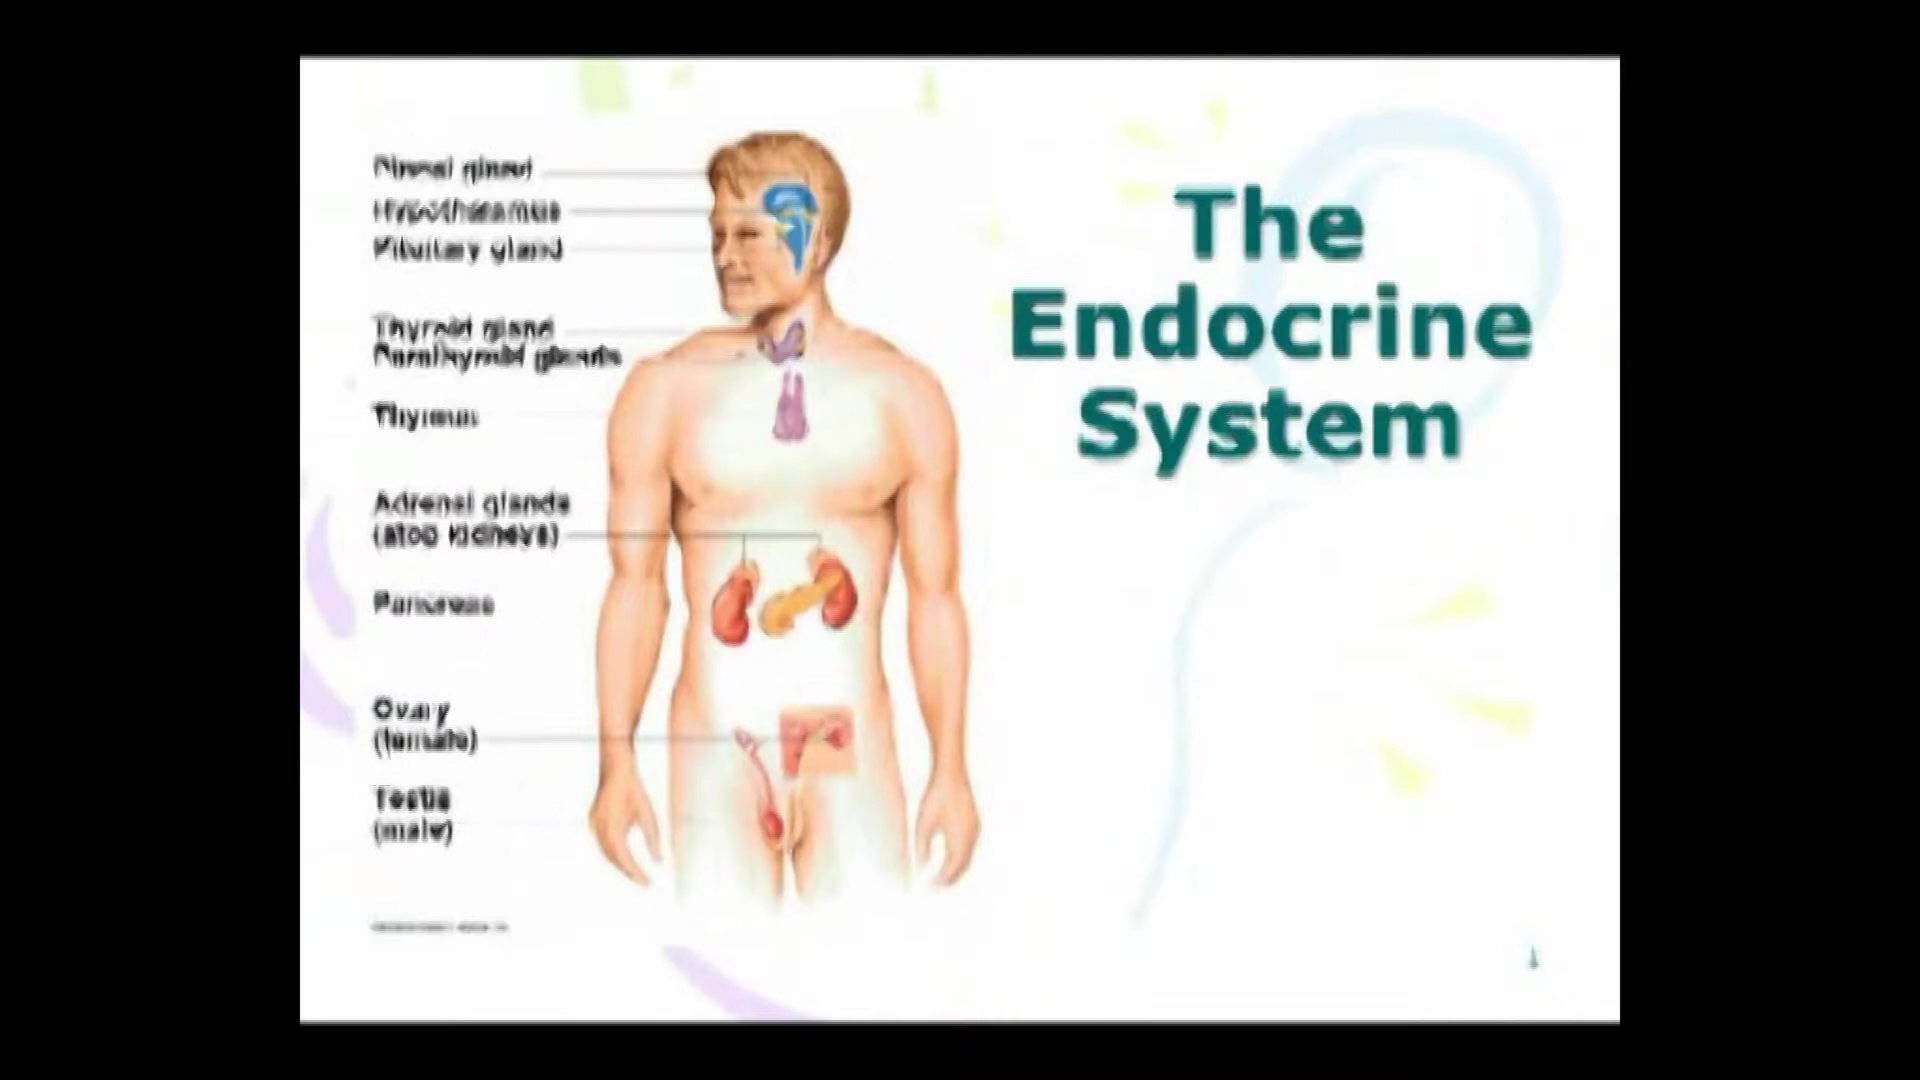 Pineal gland
Hypothalamus
Pituitary gland
Thyroid gland
Parathyroid glands
Thymus
Adrenal glands
(atop kidneys)
Pancreas
Ovary
(female)
Testis
(male)
The
Endocrine
System